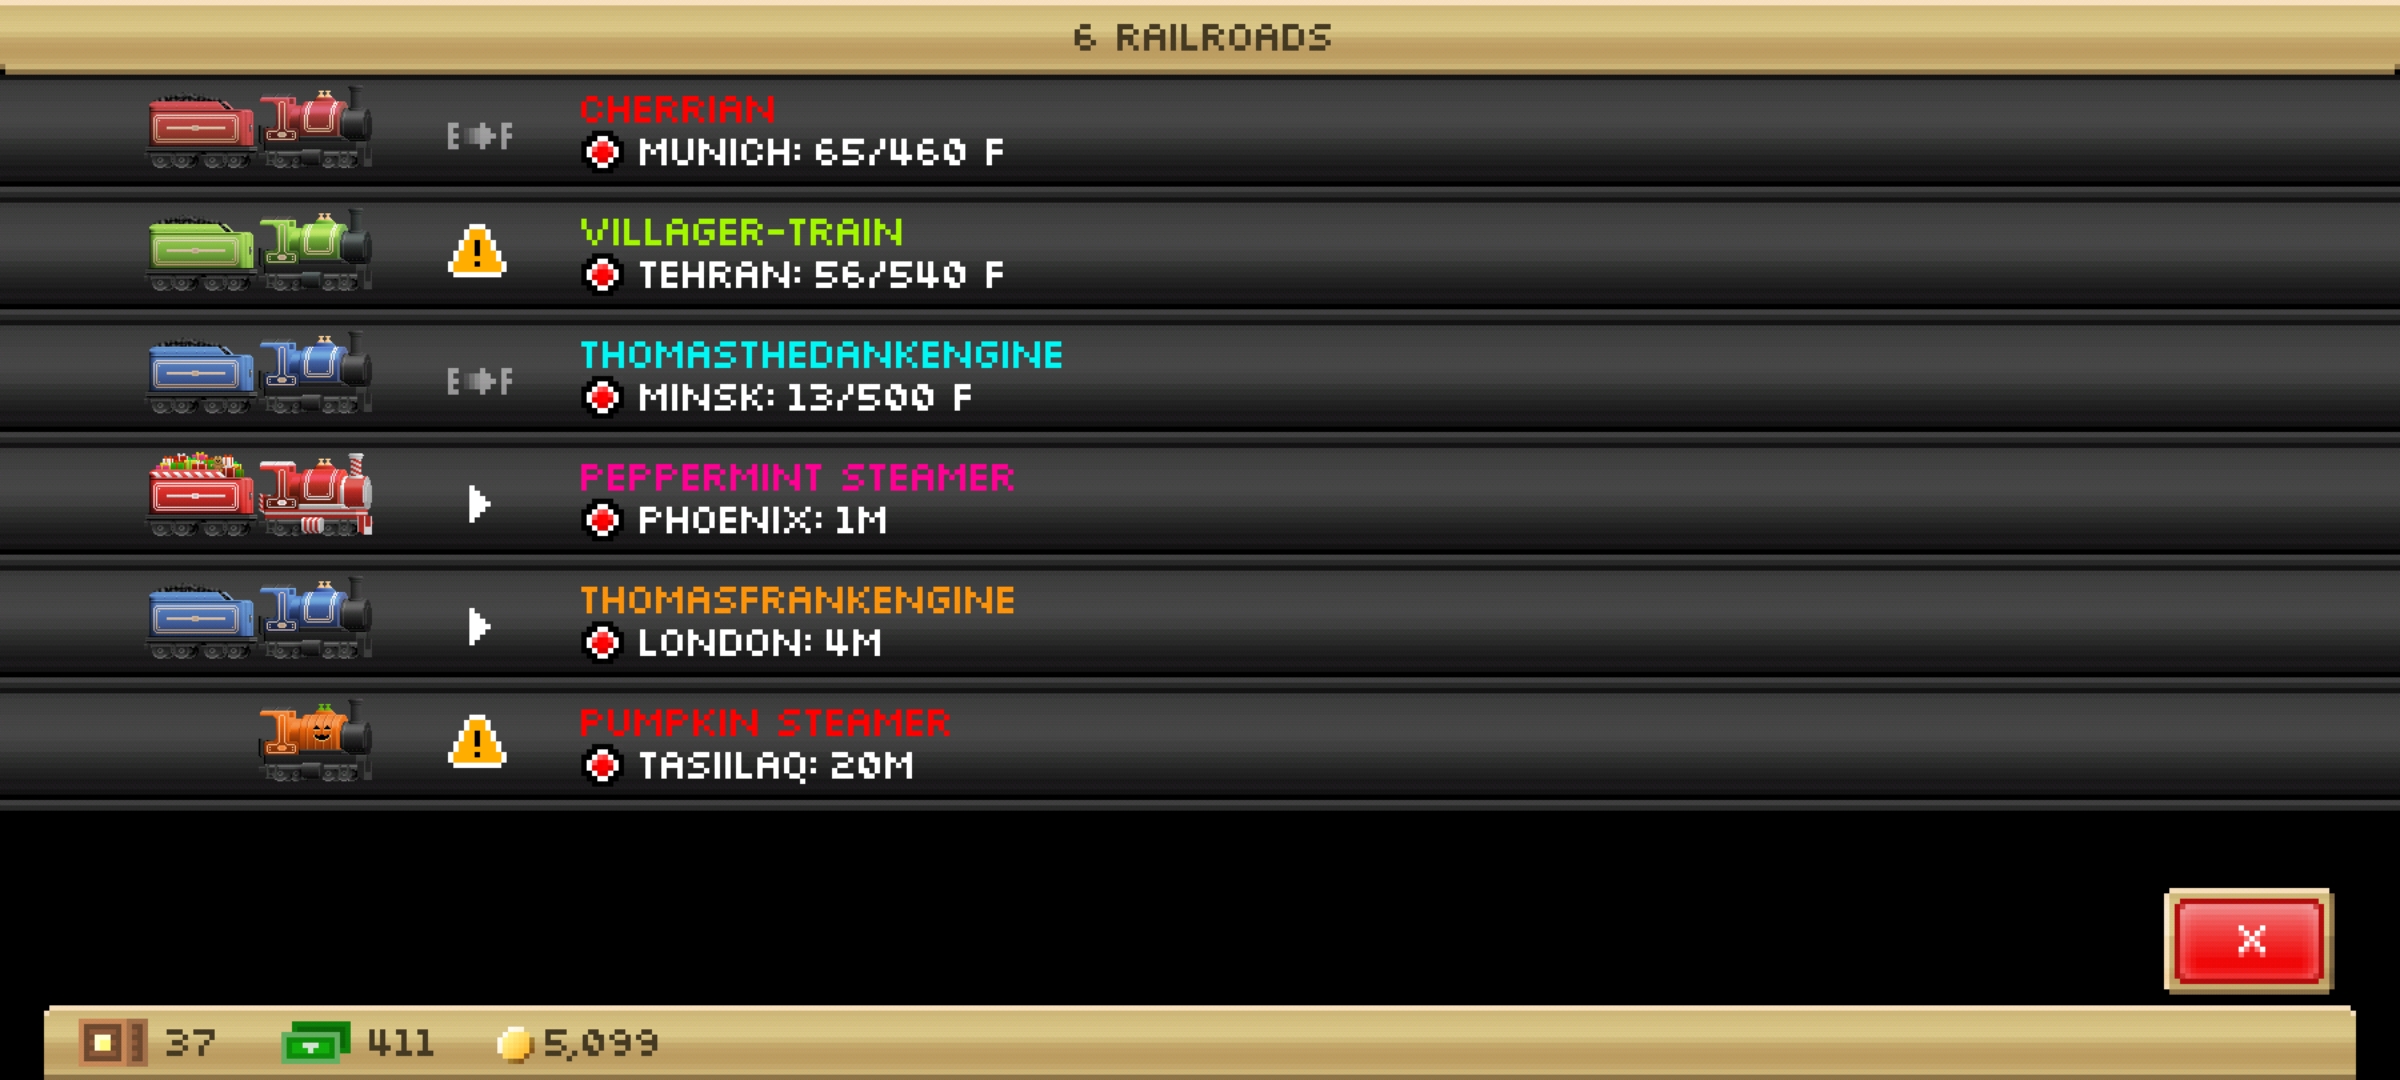 6 RAILROADS
E F
CHERRIAN
MUNICH: 65/460 F
VILLAGER-TRAIN
TEHRAN: 56/540 F
E F
THOMASTHEDANKENGINE
MINSK: 13/500 F
PEPPERMINT STEAMER
PHOENIX: 1M
THOMASFRANKENGINE
LONDON: 4M
PUMPKIN STEAMER
TASIILAQ: 20M
X
37 411 5,099